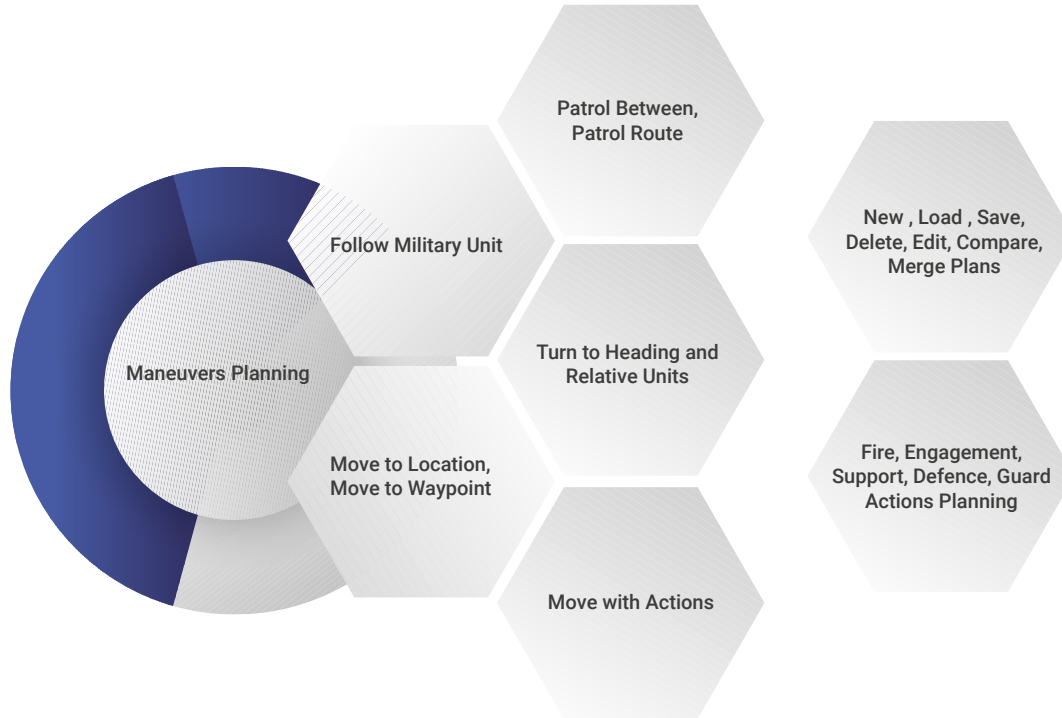 Maneuvers Planning
Follow Military Unit
Move to Location,
Move to Waypoint
Patrol Between,
Patrol Route
Turn to Heading and
Relative Units
Move with Actions
New , Load , Save,
Delete, Edit, Compare,
Merge Plans
Fire, Engagement,
Support, Defence, Guard
Actions Planning